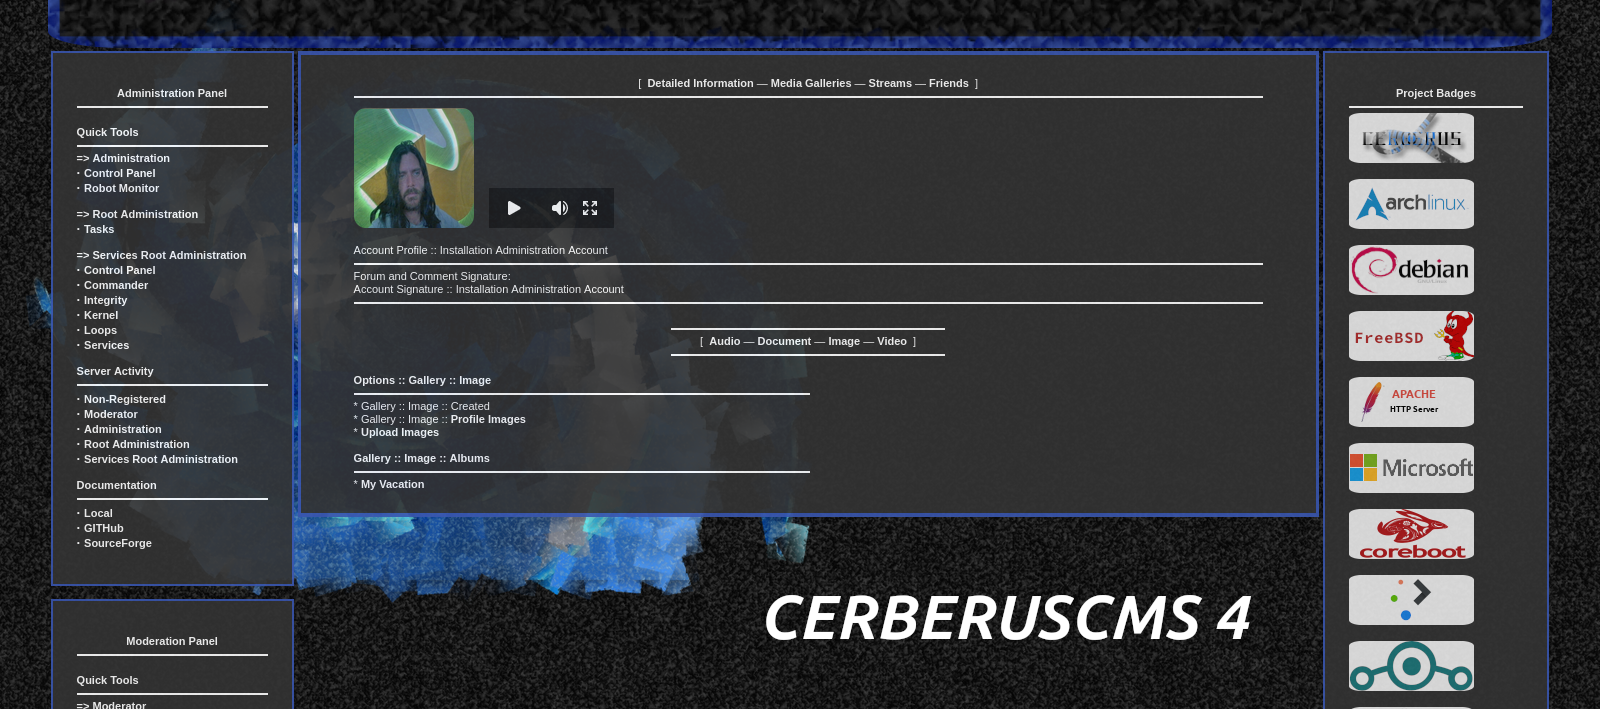 Administration Panel
Quick Tools
=> Administration
· Control Panel
· Robot Monitor
=> Root Administration
· Tasks
=> Services Root Administration
· Control Panel
· Commander
· Integrity
· Kernel
· Loops
· Services
Server Activity
· Non-Registered
· Moderator
· Administration
· Root Administration
· Services Root Administration
Documentation
· Local
· GITHub
· SourceForge
Moderation Panel
Quick Tools
=> Moderator
[ Detailed Information — Media Galleries — Streams — Friends ]
Account Profile :: Installation Administration Account
Forum and Comment Signature:
Account Signature :: Installation Administration Account
[ Audio — Document — Image — Video ]
Options :: Gallery :: Image
* Gallery :: Image :: Created
* Gallery :: Image :: Profile Images
* Upload Images
Gallery :: Image :: Albums
* My Vacation
CERBERUSCMS 4
Project Badges
CERBERUS
archlinux
debian
FreeBSD
APACHE
HTTP Server
Microsoft
coreboot